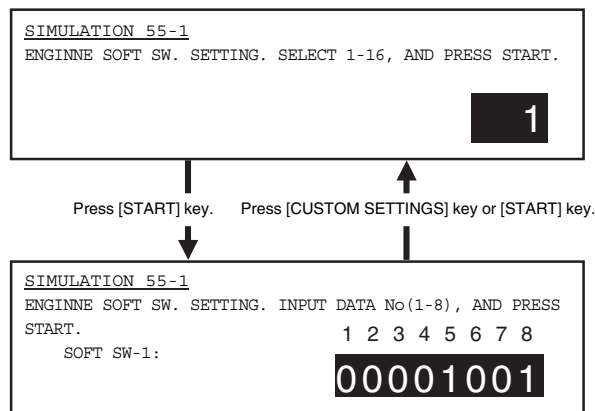 SIMULATION 55-1
ENGINNE SOFT SW. SETTING. SELECT 1-16, AND PRESS START.
1
Press [START] key. Press [CUSTOM SETTINGS] key or [START] key.
SIMULATION 55-1
ENGINNE SOFT SW. SETTING. INPUT DATA No(1-8), AND PRESS
START.
1 2 3 4 5 6 7 8
SOFT SW-1:
00001001